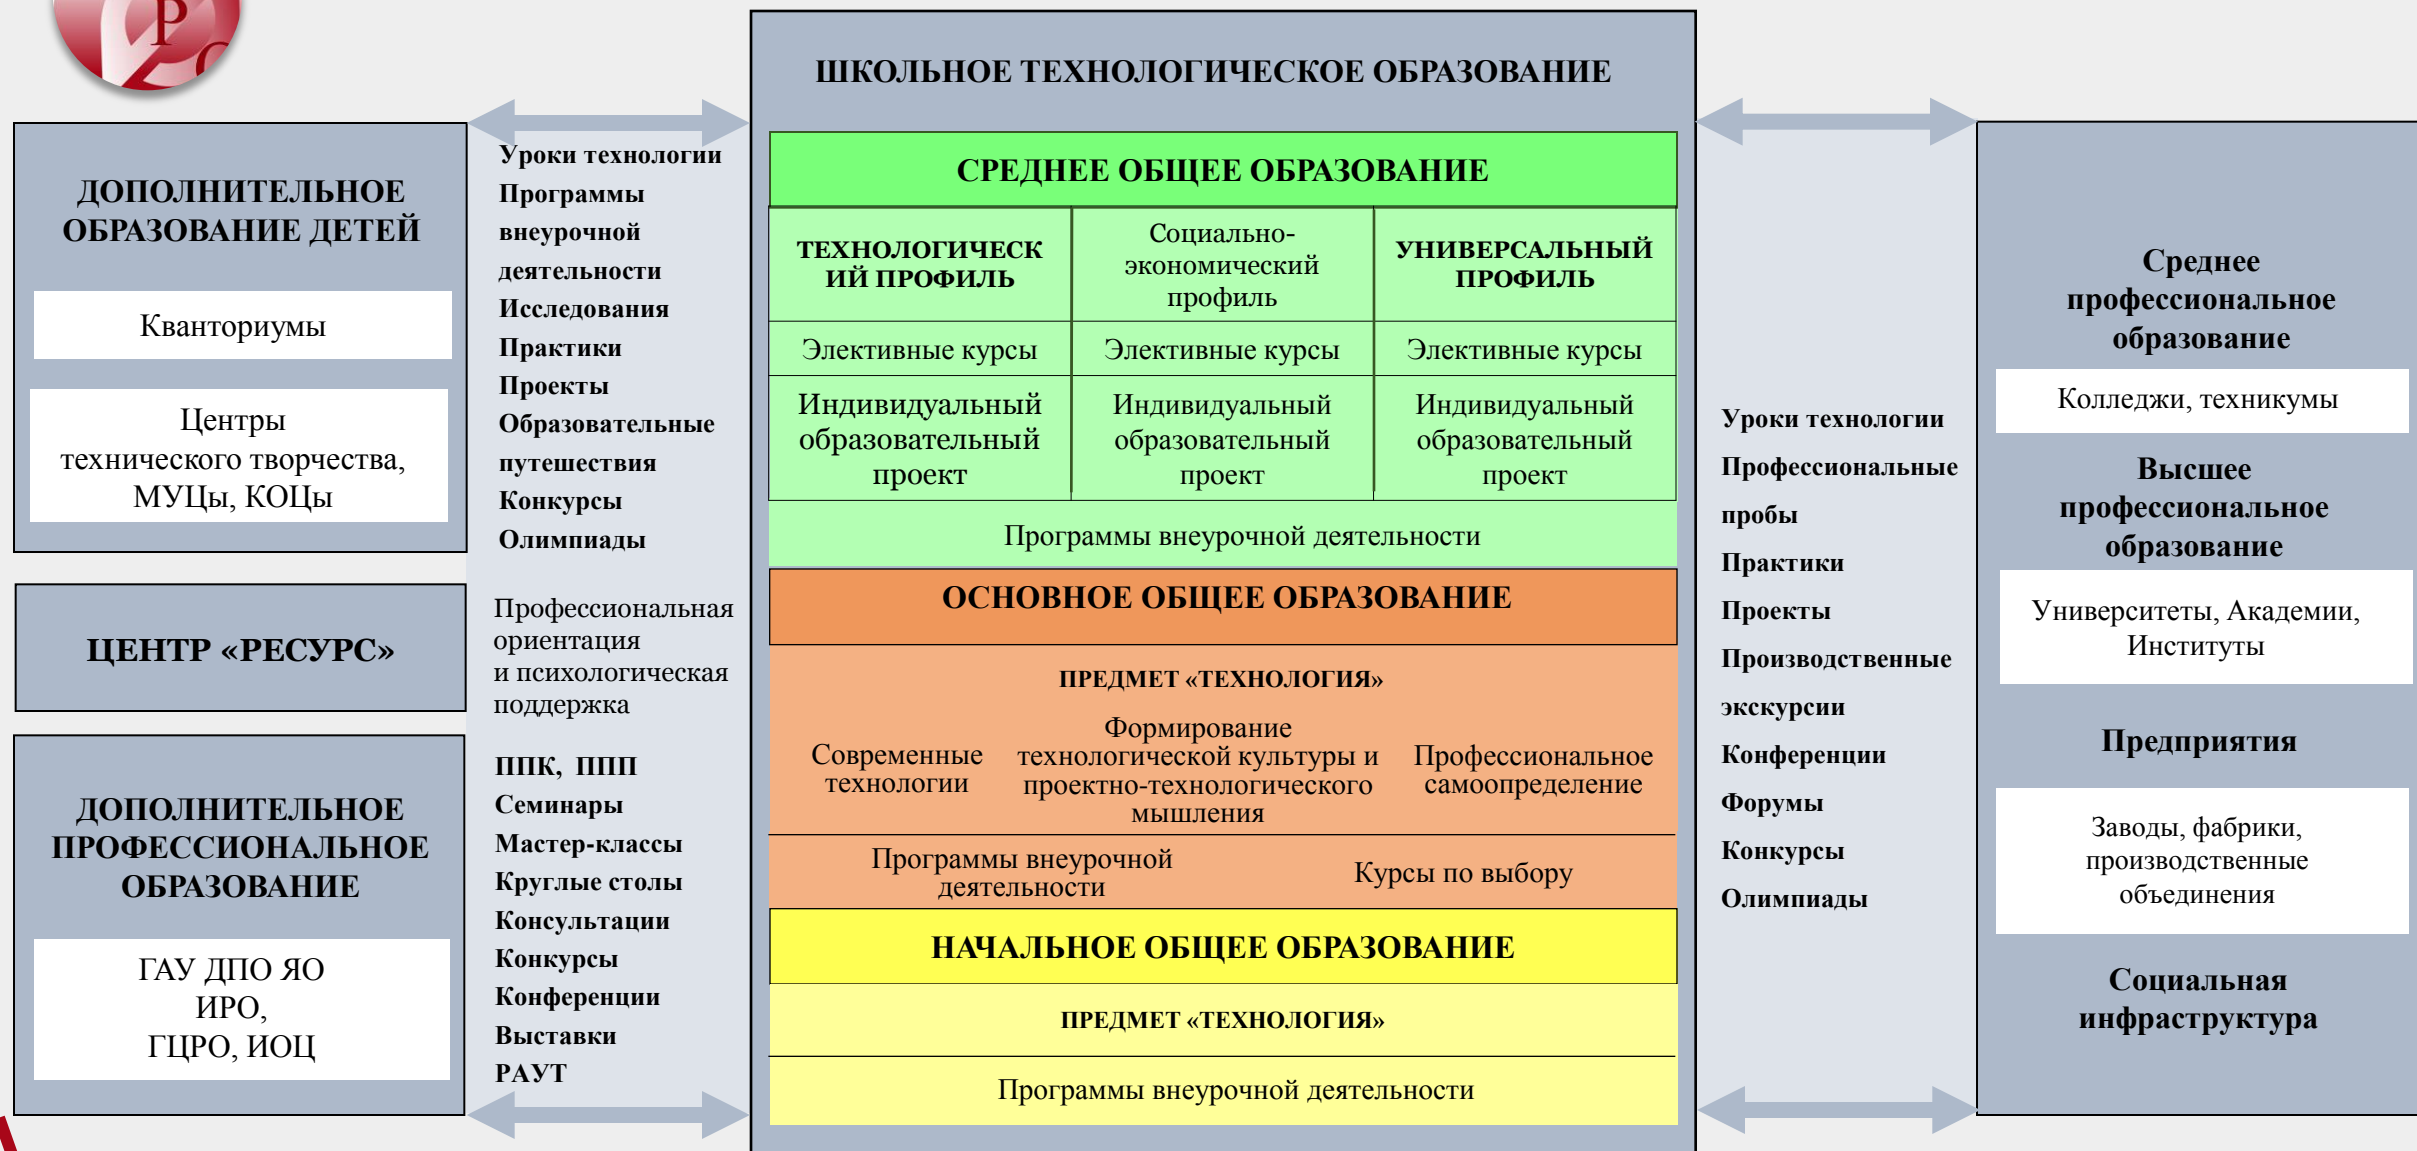 Р
С
ШКОЛЬНОЕ ТЕХНОЛОГИЧЕСКОЕ ОБРАЗОВАНИЕ
ДОПОЛНИТЕЛЬНОЕ
ОБРАЗОВАНИЕ ДЕТЕЙ
Кванториумы
Центры
технического творчества,
МУЦы, КОЦы
ЦЕНТР «РЕСУРС»
ДОПОЛНИТЕЛЬНОЕ
ПРОФЕССИОНАЛЬНОЕ
ОБРАЗОВАНИЕ
ГАУ ДПО ЯО
ИРО,
ГЦРО, ИОЦ
Уроки технологии
Программы
внеурочной
деятельности
Исследования
Практики
Проекты
Образовательные
путешествия
Конкурсы
Олимпиады
Профессиональная
ориентация
и психологическая
поддержка
ППК, ППП
Семинары
Мастер-классы
Круглые столы
Консультации
Конкурсы
Конференции
Выставки
РАУТ
СРЕДНЕЕ ОБЩЕЕ ОБРАЗОВАНИЕ
ТЕХНОЛОГИЧЕСК
ИЙ ПРОФИЛЬ
Социально-
экономический
профиль
УНИВЕРСАЛЬНЫЙ
ПРОФИЛЬ
Элективные курсы
Элективные курсы
Элективные курсы
Индивидуальный
образовательный
проект
Индивидуальный
образовательный
проект
Индивидуальный
образовательный
проект
Программы внеурочной деятельности
ОСНОВНОЕ ОБЩЕЕ ОБРАЗОВАНИЕ
ПРЕДМЕТ «ТЕХНОЛОГИЯ»
Современные
технологии
Формирование
технологической культуры и
проектно-технологического
мышления
Профессиональное
самоопределение
Программы внеурочной
деятельности
Курсы по выбору
НАЧАЛЬНОЕ ОБЩЕЕ ОБРАЗОВАНИЕ
ПРЕДМЕТ «ТЕХНОЛОГИЯ»
Программы внеурочной деятельности
Уроки технологии
Профессиональные
пробы
Практики
Проекты
Производственные
экскурсии
Конференции
Форумы
Конкурсы
Олимпиады
Среднее
профессиональное
образование
Колледжи, техникумы
Высшее
профессиональное
образование
Университеты, Академии,
Институты
Предприятия
Заводы, фабрики,
производственные
объединения
Социальная
инфраструктура